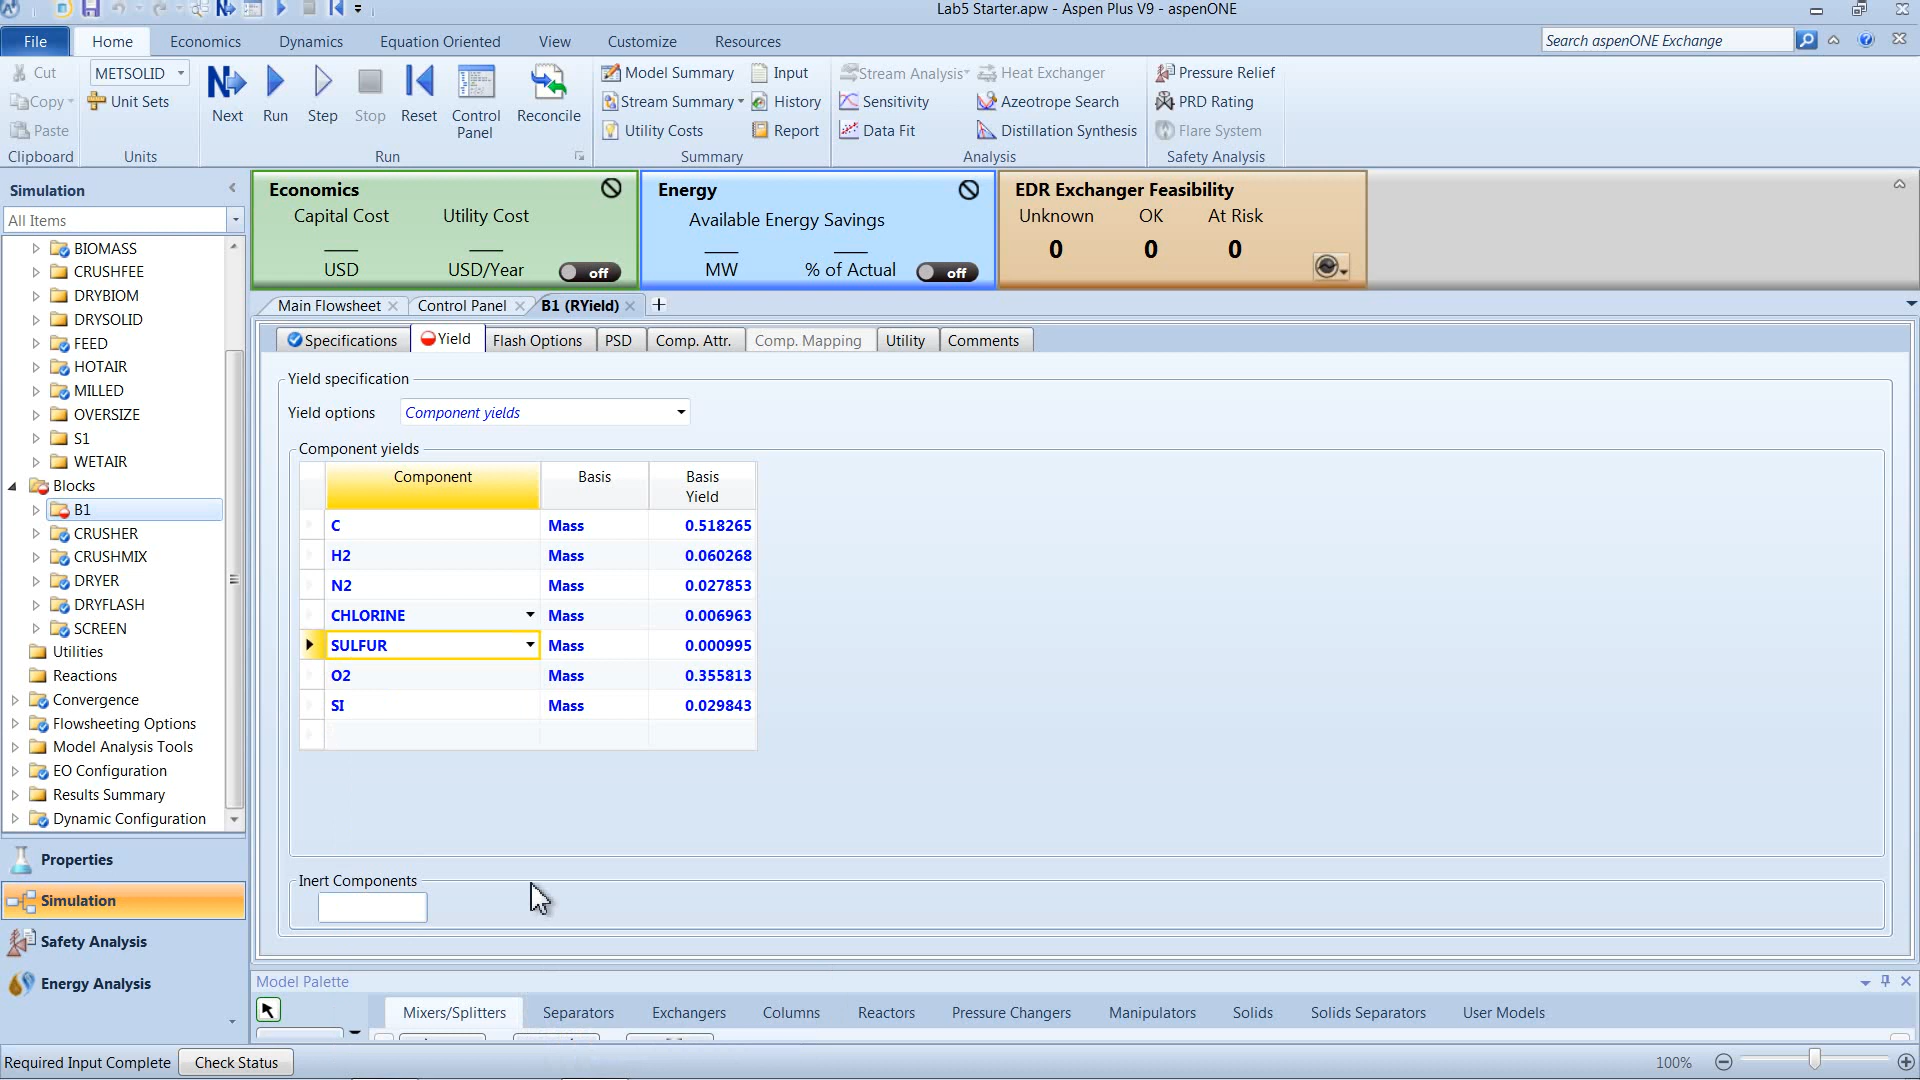 Lab5 Starter.apw - Aspen Plus V9 - aspenONE
File Home Economics Dynamics Equation Oriented View Customize Resources Search aspenONE Exchange
Cut METSOLID
Copy Unit Sets
Paste
Next Run Step Stop Reset Control Panel Reconcile
Model Summary Input
Stream Summary History
Utility Costs Report
Stream Analysis Heat Exchanger
Sensitivity Azeotrope Search
Data Fit Distillation Synthesis
Pressure Relief
PRD Rating
Flare System
Clipboard Units Run Summary Analysis Safety Analysis
Simulation
All Items
BIOMASS
CRUSHFEE
DRYBIOM
DRYSOLID
FEED
HOTAIR
MILLED
OVERSIZE
S1
WETAIR
Blocks
B1
CRUSHER
CRUSHMIX
DRYER
DRYFLASH
SCREEN
Utilities
Reactions
Convergence
Flowsheeting Options
Model Analysis Tools
EO Configuration
Results Summary
Dynamic Configuration
Properties
Simulation
Safety Analysis
Energy Analysis
Economics
Capital Cost Utility Cost
USD USD/Year off
Energy
Available Energy Savings
MW % of Actual off
EDR Exchanger Feasibility
Unknown OK At Risk
0 0 0
Main Flowsheet Control Panel B1 (RYield) +
Specifications Yield Flash Options PSD Comp. Attr. Comp. Mapping Utility Comments
Yield specification
Yield options Component yields
Component yields
Component Basis Basis Yield
C Mass 0.518265
H2 Mass 0.060268
N2 Mass 0.027853
CHLORINE Mass 0.006963
SULFUR Mass 0.000995
O2 Mass 0.355813
SI Mass 0.029843
Inert Components
Model Palette
Mixers/Splitters Separators Exchangers Columns Reactors Pressure Changers Manipulators Solids Solids Separators User Models
Required Input Complete Check Status 100%